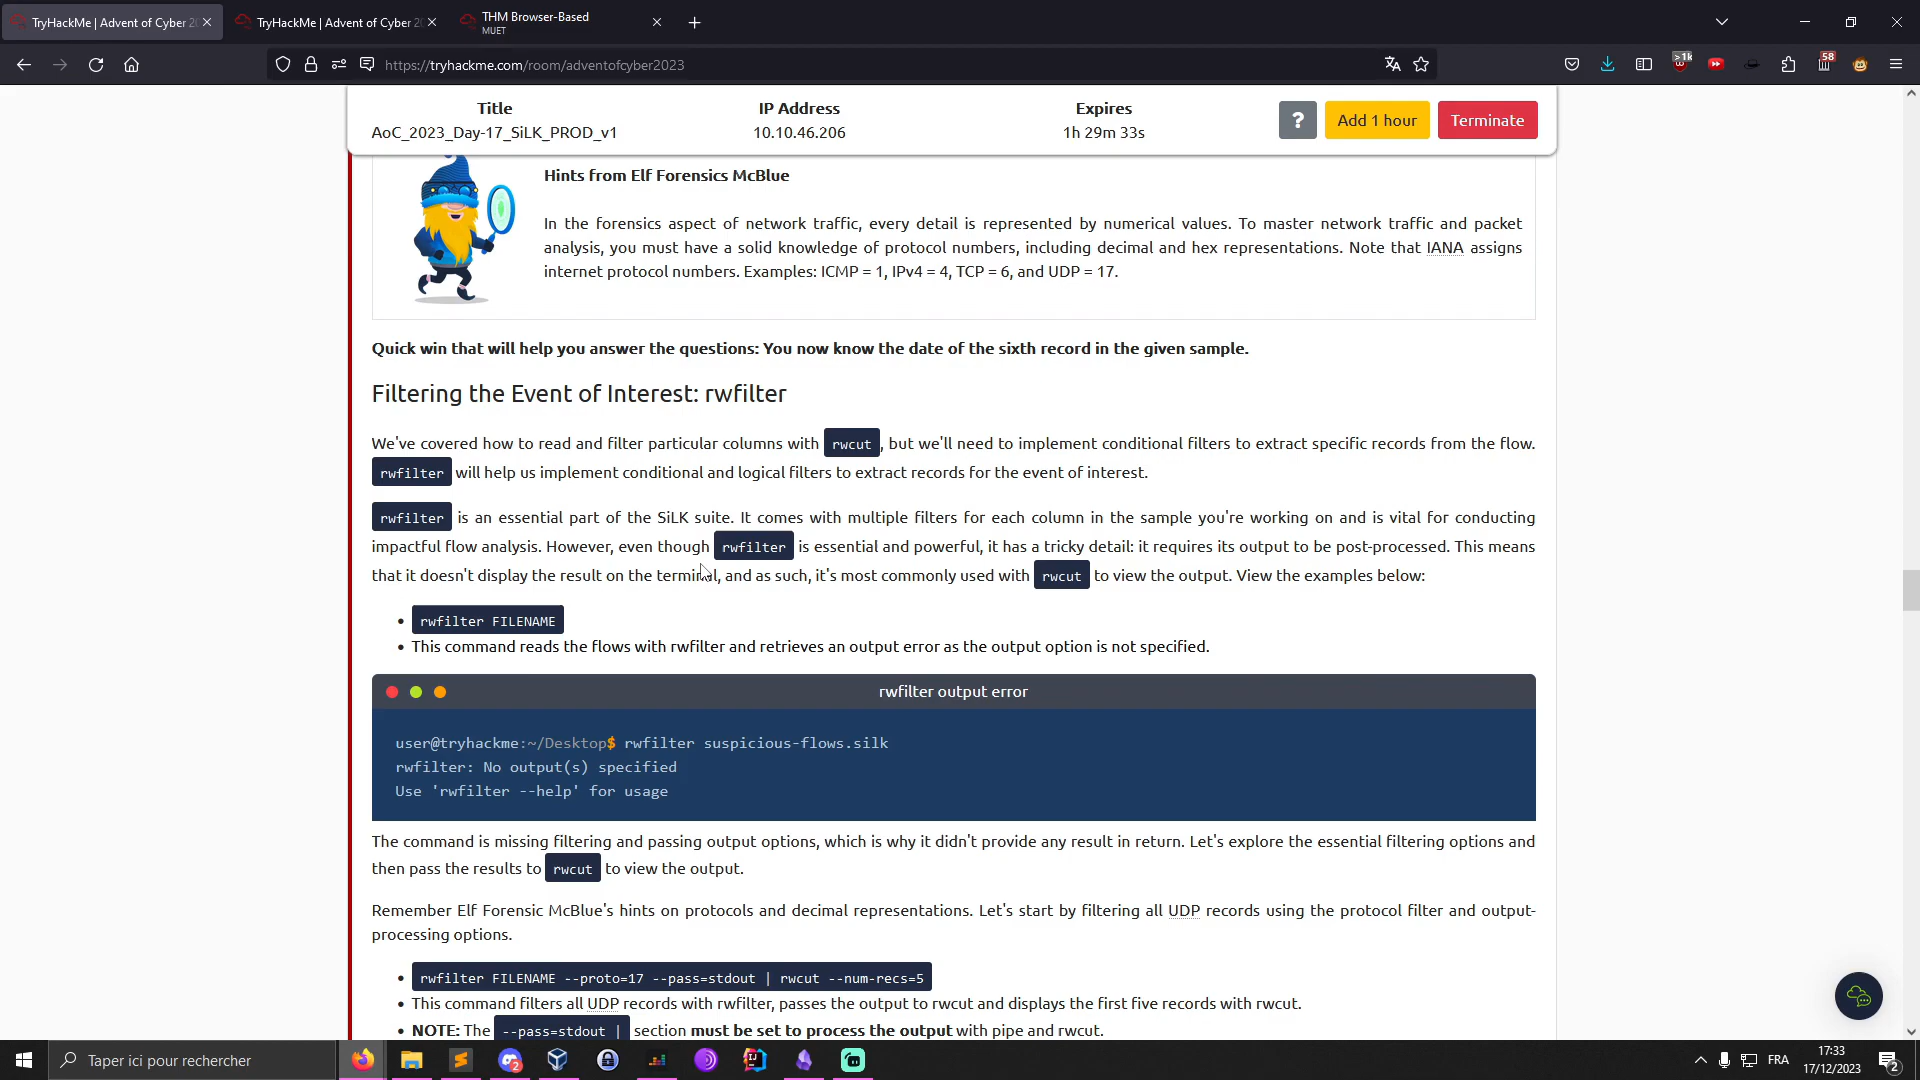 TryHackMe | Advent of Cyber 20
TryHackMe | Advent of Cyber 20
THM Browser-Based
MUET
https://tryhackme.com/room/adventofcyber2023
>1k
58
Title
IP Address
Expires
AoC_2023_Day-17_SiLK_PROD_v1
10.10.46.206
1h 29m 33s
?
Add 1 hour
Terminate
Hints from Elf Forensics McBlue
In the forensics aspect of network traffic, every detail is represented by numerical values. To master network traffic and packet
analysis, you must have a solid knowledge of protocol numbers, including decimal and hex representations. Note that IANA assigns
internet protocol numbers. Examples: ICMP = 1, IPv4 = 4, TCP = 6, and UDP = 17.
Quick win that will help you answer the questions: You now know the date of the sixth record in the given sample.
Filtering the Event of Interest: rwfilter
We've covered how to read and filter particular columns with rwcut, but we'll need to implement conditional filters to extract specific records from the flow.
rwfilter will help us implement conditional and logical filters to extract records for the event of interest.
rwfilter is an essential part of the SiLK suite. It comes with multiple filters for each column in the sample you're working on and is vital for conducting
impactful flow analysis. However, even though rwfilter is essential and powerful, it has a tricky detail: it requires its output to be post-processed. This means
that it doesn't display the result on the terminal, and as such, it's most commonly used with rwcut to view the output. View the examples below:
• rwfilter FILENAME
• This command reads the flows with rwfilter and retrieves an output error as the output option is not specified.
rwfilter output error
user@tryhackme:~/Desktop$ rwfilter suspicious-flows.silk
rwfilter: No output(s) specified
Use 'rwfilter --help' for usage
The command is missing filtering and passing output options, which is why it didn't provide any result in return. Let's explore the essential filtering options and
then pass the results to rwcut to view the output.
Remember Elf Forensic McBlue's hints on protocols and decimal representations. Let's start by filtering all UDP records using the protocol filter and output-
processing options.
• rwfilter FILENAME --proto=17 --pass=stdout | rwcut --num-recs=5
• This command filters all UDP records with rwfilter, passes the output to rwcut and displays the first five records with rwcut.
• NOTE: The --pass=stdout | section must be set to process the output with pipe and rwcut.
Taper ici pour rechercher
2
FRA
17:33
17/12/2023
2